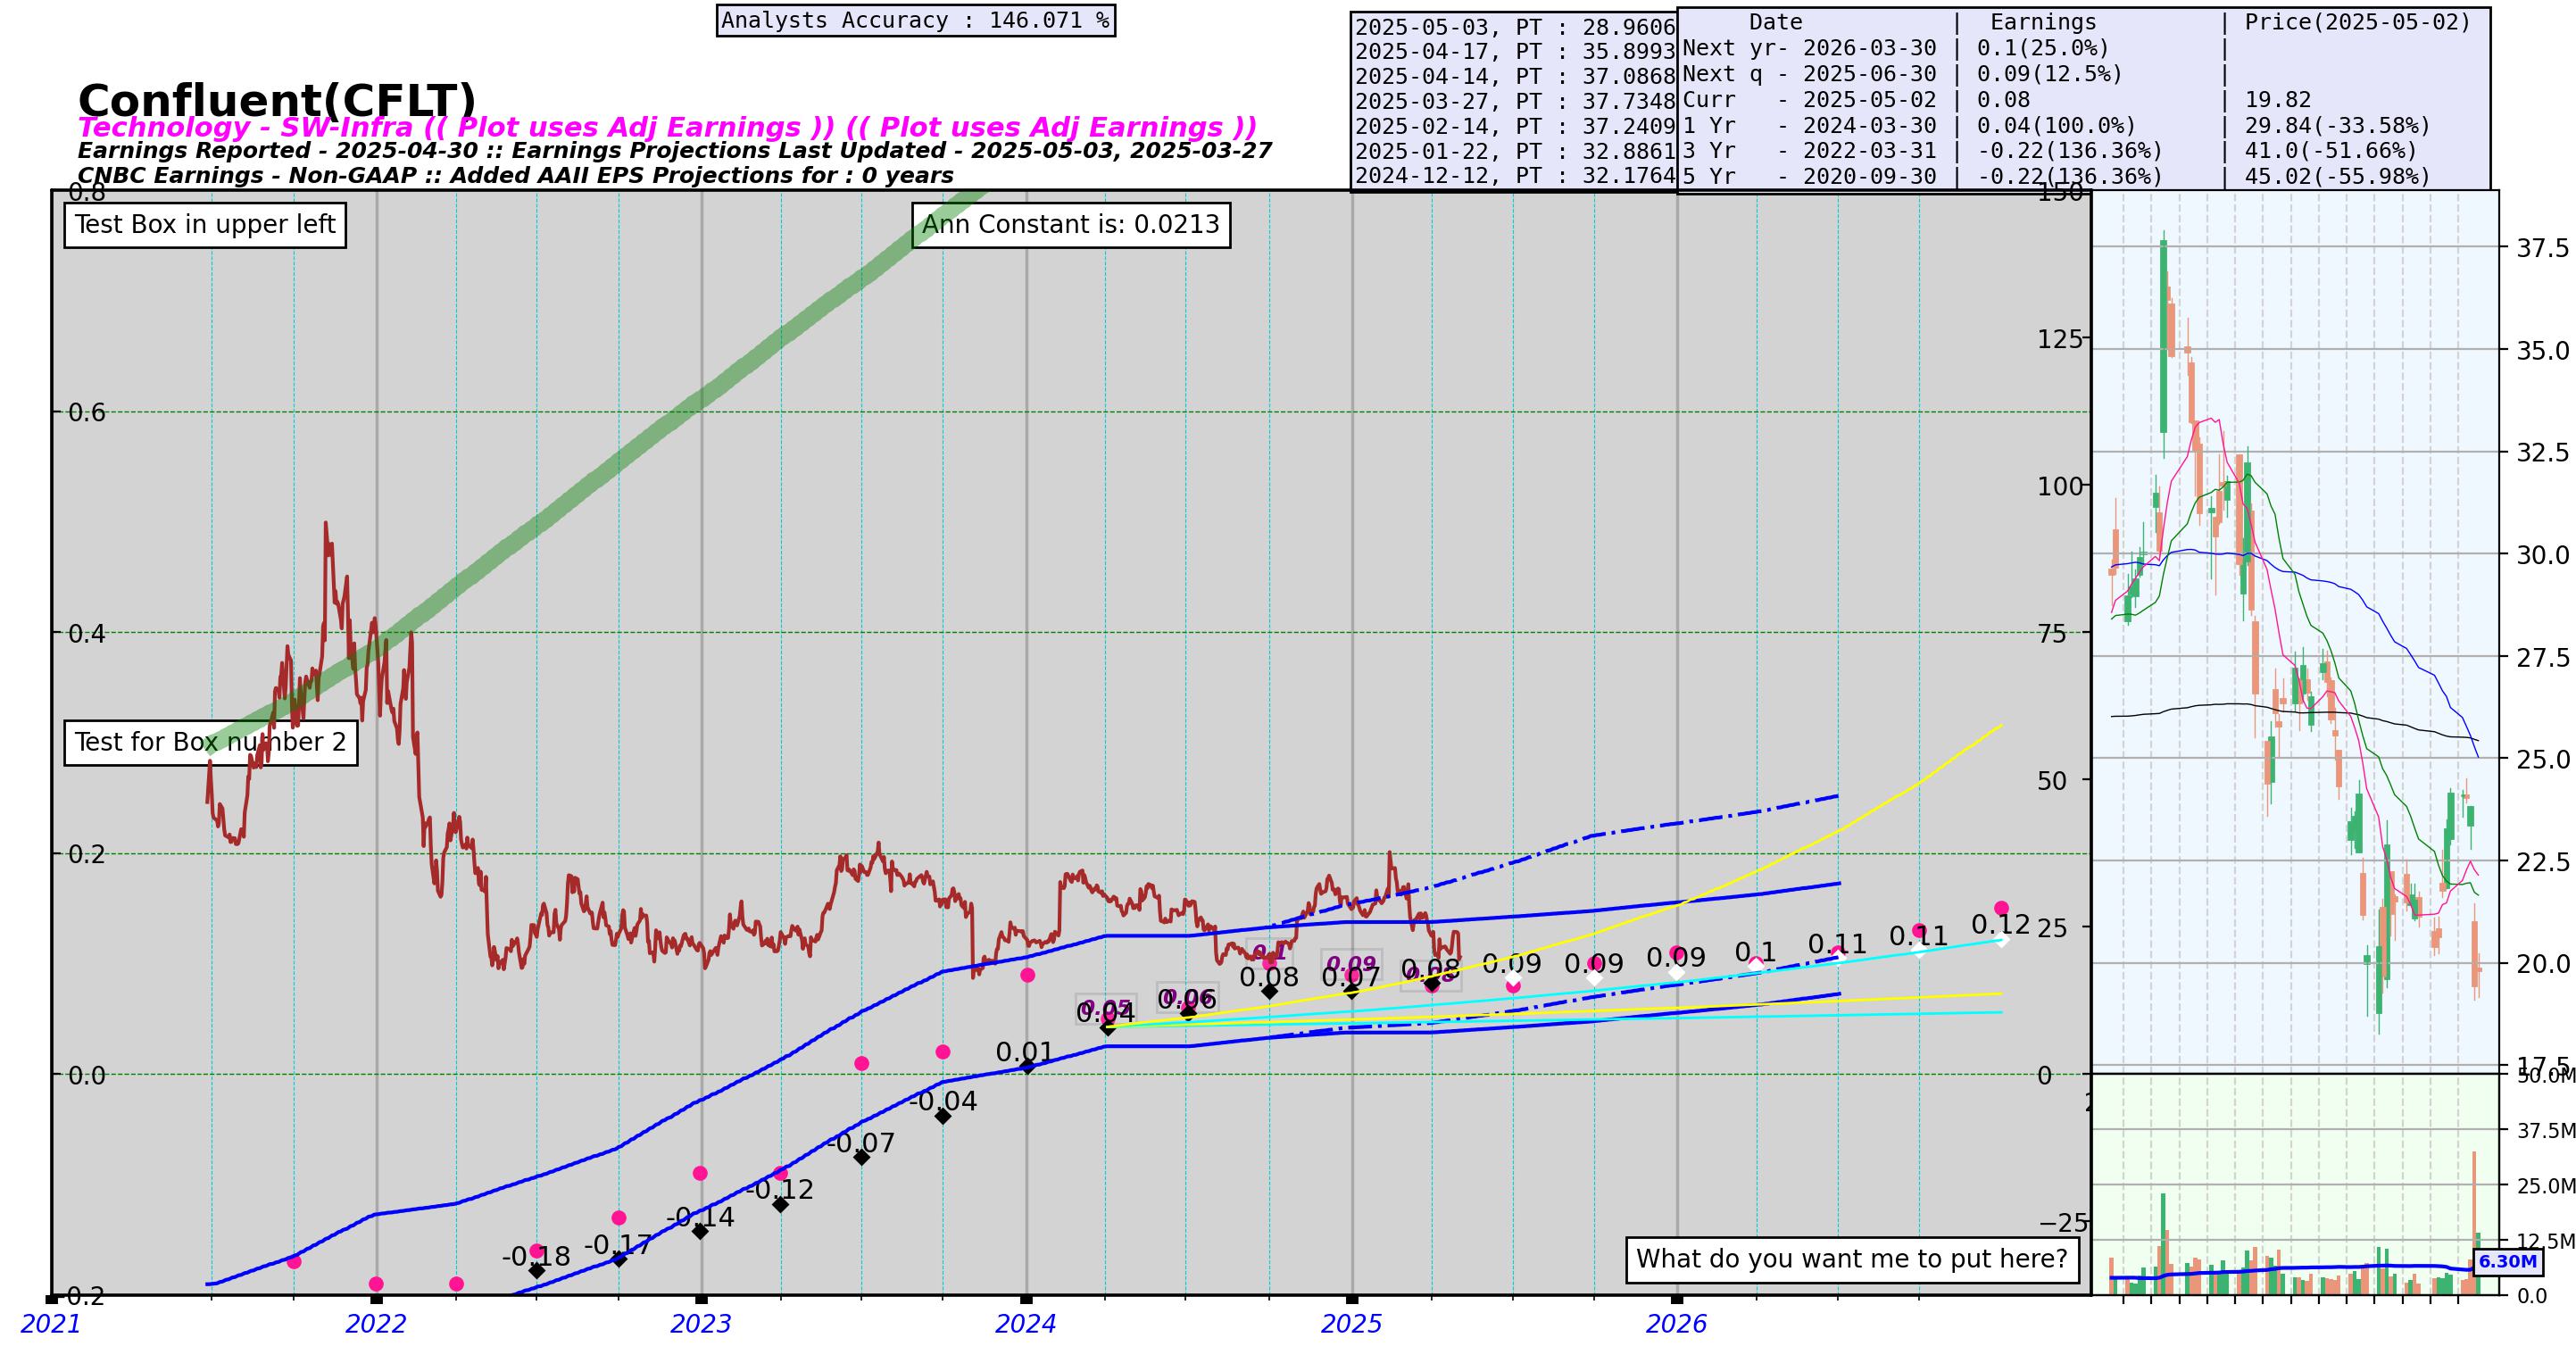 Analysts Accuracy : 146.071 %
2025-05-03, PT : 28.9606
2025-04-17, PT : 35.8993
2025-04-14, PT : 37.0868
2025-03-27, PT : 37.7348
2025-02-14, PT : 37.2409
2025-01-22, PT : 32.8861
2024-12-12, PT : 32.1764
Date | Earnings | Price(2025-05-02)
Next yr- 2026-03-30 | 0.1(25.0%) |
Next q - 2025-06-30 | 0.09(12.5%) |
Curr - 2025-05-02 | 0.08 | 19.82
1 Yr - 2024-03-30 | 0.04(100.0%) | 29.84(-33.58%)
3 Yr - 2022-03-31 | -0.22(136.36%) | 41.0(-51.66%)
5 Yr - 2020-09-30 | -0.22(136.36%) | 45.02(-55.98%)
Confluent(CFLT)
Technology - SW-Infra (( Plot uses Adj Earnings )) (( Plot uses Adj Earnings ))
Earnings Reported - 2025-04-30 :: Earnings Projections Last Updated - 2025-05-03, 2025-03-27
CNBC Earnings - Non-GAAP :: Added AAII EPS Projections for : 0 years
Test Box in upper left
Ann Constant is: 0.0213
Test for Box number 2
What do you want me to put here?
0.8
0.6
0.4
0.2
0.0
-0.2
150
125
100
75
50
25
0
−25
-0.18
-0.17
-0.14
-0.12
-0.07
-0.04
0.01
0.05
0.04
0.06
0.06
0.1
0.08
0.09
0.07
0.08
0.09
0.09
0.09
0.1
0.11
0.11
0.12
37.5
35.0
32.5
30.0
27.5
25.0
22.5
20.0
17.5
50.0M
37.5M
25.0M
12.5M
6.30M
0.0
2021
2022
2023
2024
2025
2026